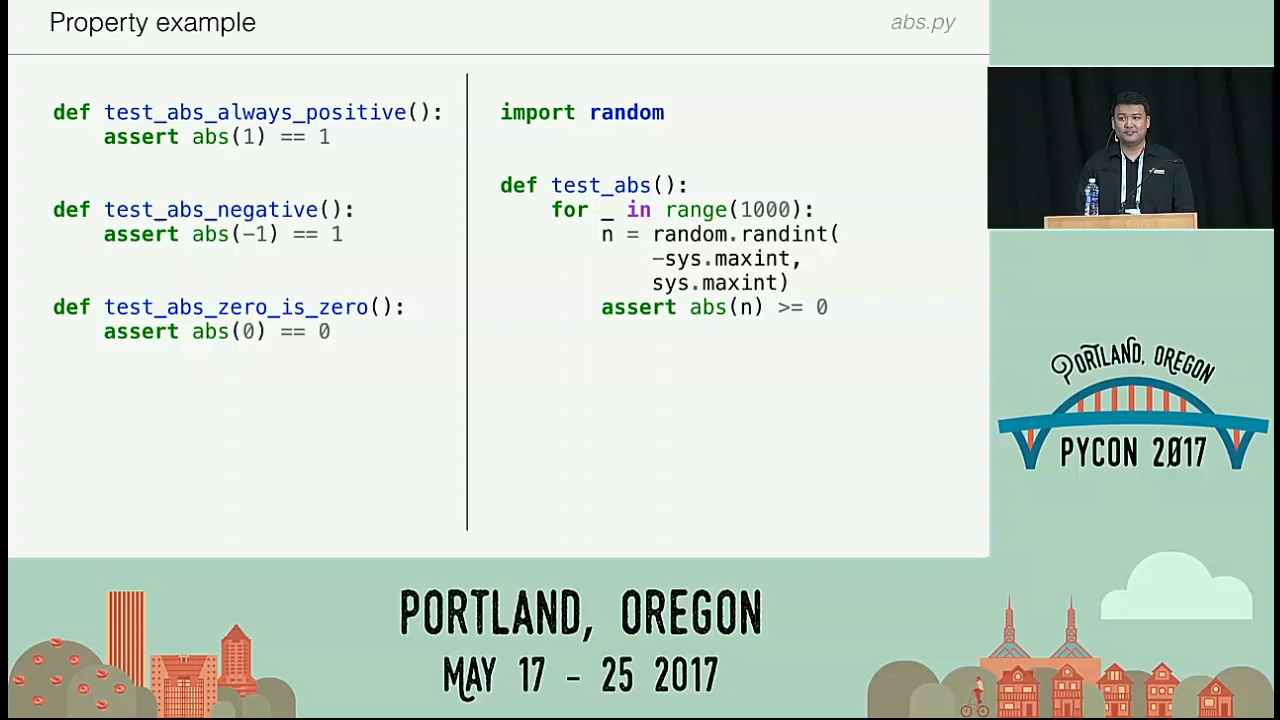 Property example
abs.py
def test_abs_always_positive():
    assert abs(1) == 1
def test_abs_negative():
    assert abs(-1) == 1
def test_abs_zero_is_zero():
    assert abs(0) == 0
import random
def test_abs():
    for _ in range(1000):
        n = random.randint(
            -sys.maxint,
            sys.maxint)
        assert abs(n) >= 0
PORTLAND, OREGON
PYCON 2017
PORTLAND, OREGON
MAY 17 - 25 2017